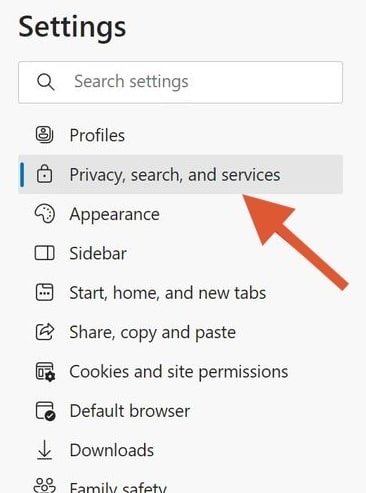 Settings
Search settings
Profiles
Privacy, search, and services
Appearance
Sidebar
Start, home, and new tabs
Share, copy and paste
Cookies and site permissions
Default browser
Downloads
Family safety